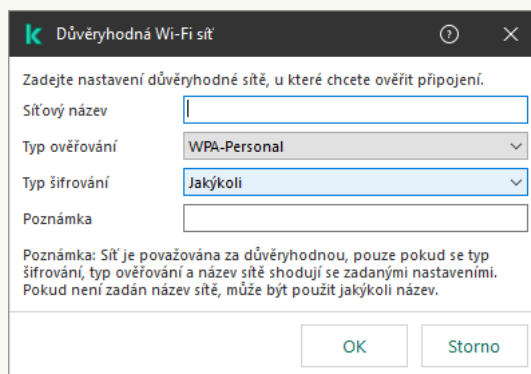 Důvěryhodná Wi-Fi síť
Zadejte nastavení důvěryhodné sítě, u které chcete ověřit připojení.
Síťový název
Typ ověřování WPA-Personal
Typ šifrování Jakýkoli
Poznámka
Poznámka: Síť je považována za důvěryhodnou, pouze pokud se typ
šifrování, typ ověřování a název sítě shodují se zadanými nastaveními.
Pokud není zadán název sítě, může být použit jakýkoli název.
OK Storno